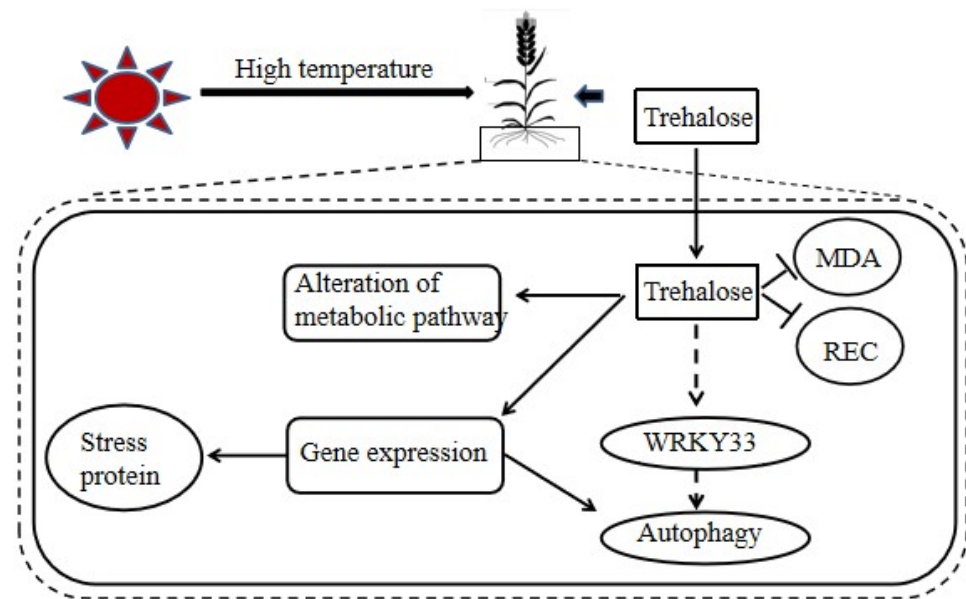 High temperature
Trehalose
Trehalose
MDA
REC
Alteration of
metabolic pathway
Stress
protein
Gene expression
WRKY33
Autophagy